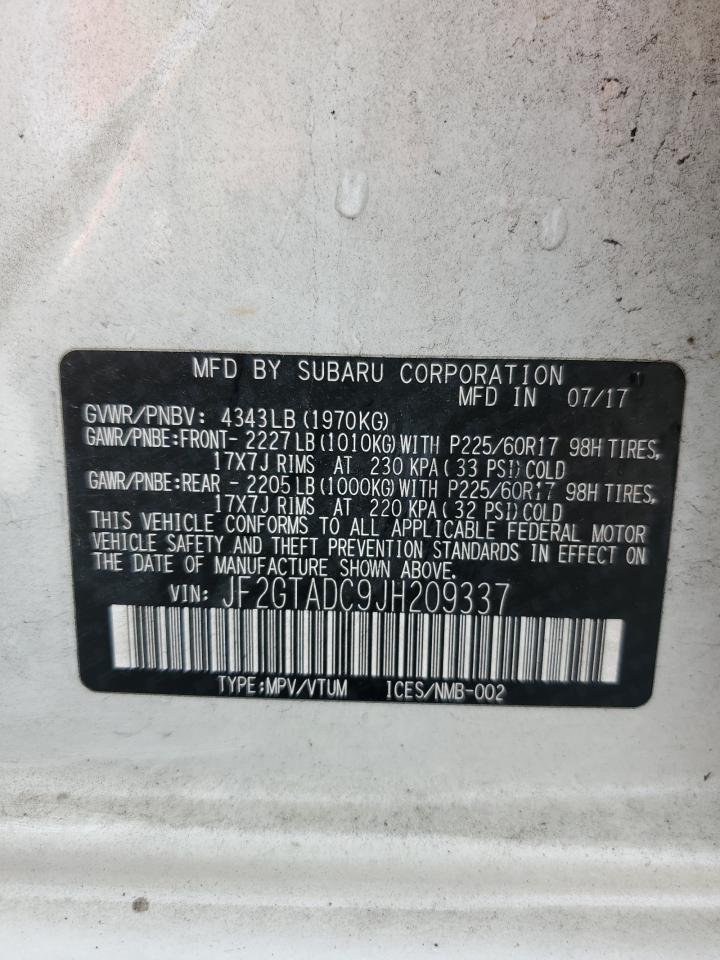 MFD BY SUBARU CORPORATION
MFD IN 07/17
GVWR/PNBV: 4343LB (1970KG)
GAWR/PNBE:FRONT- 2227LB (1010KG)WITH P225/60R17 98H TIRES,
17X7J RIMS AT 230 KPA ( 33 PSI) COLD
GAWR/PNBE:REAR - 2205LB (1000KG)WITH P225/60R17 98H TIRES,
17X7J RIMS AT 220 KPA ( 32 PSI) COLD
THIS VEHICLE CONFORMS TO ALL APPLICABLE FEDERAL MOTOR
VEHICLE SAFETY AND THEFT PREVENTION STANDARDS IN EFFECT ON
THE DATE OF MANUFACTURE SHOWN ABOVE.
VIN: JF2GTADC9JH209337
TYPE:MPV/VTUM ICES/NMB-002